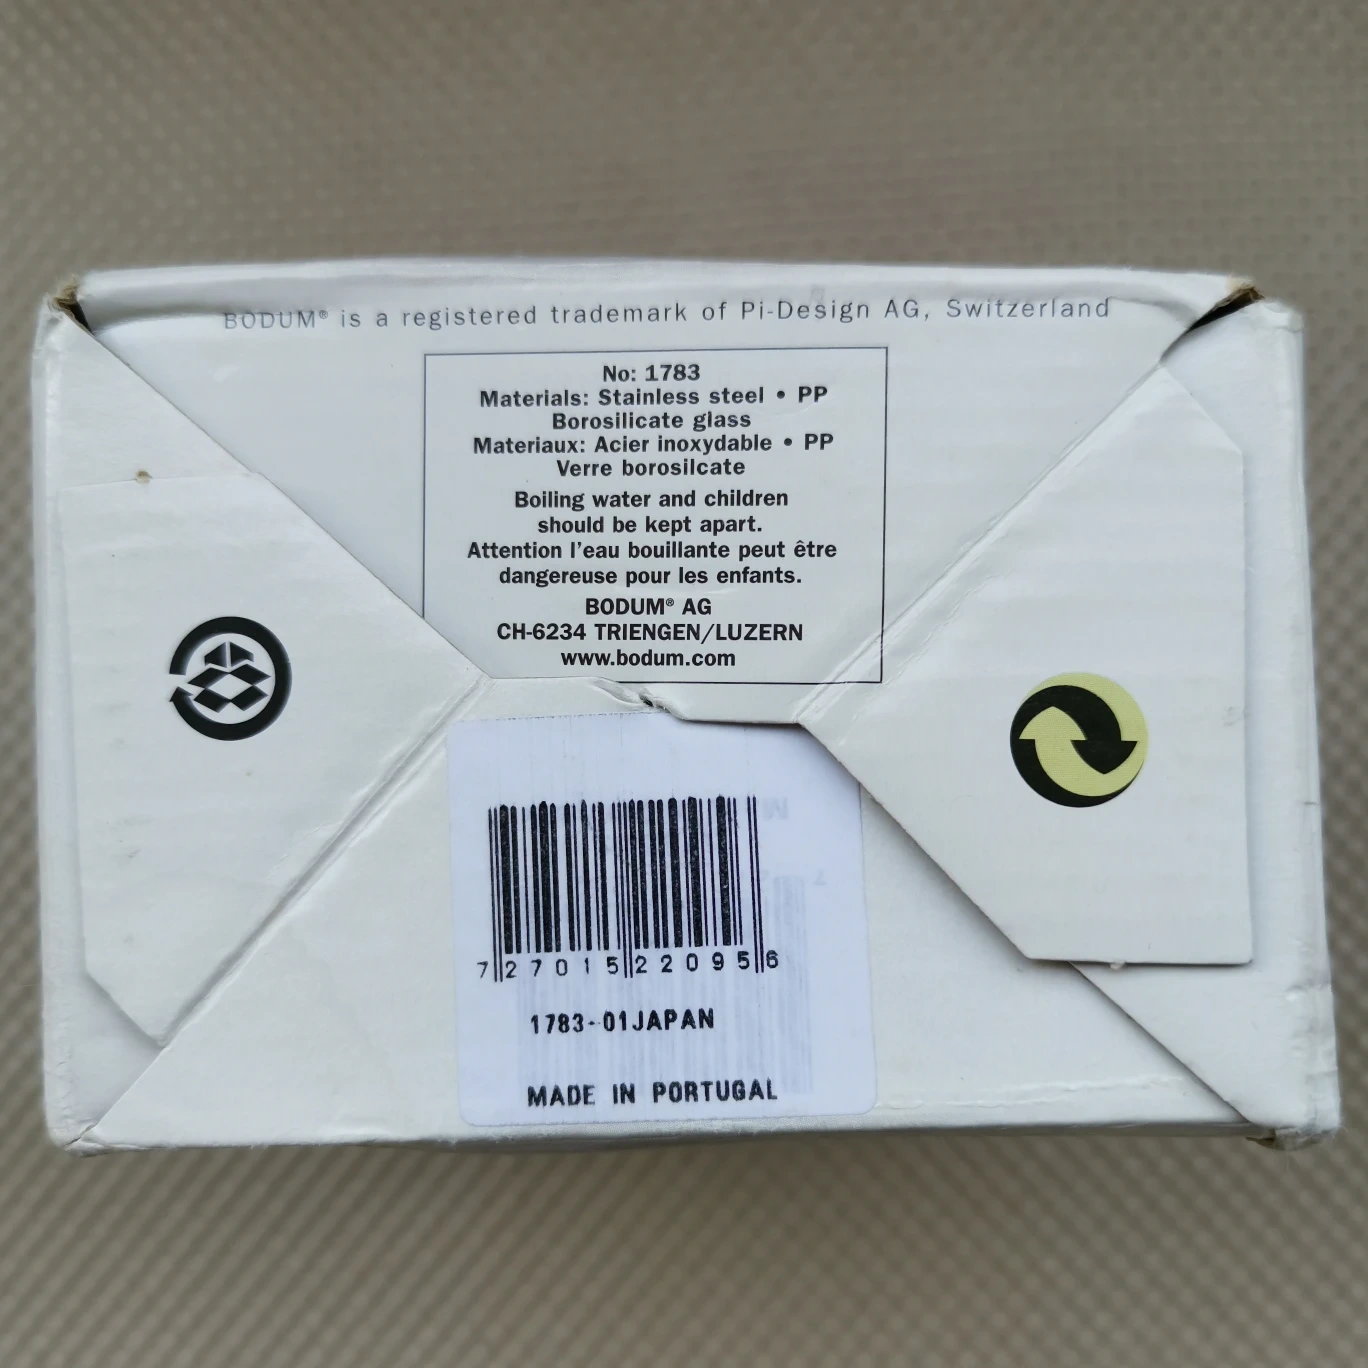 BODUM® is a registered trademark of Pi-Design AG, Switzerland
No: 1783
Materials: Stainless steel • PP
Borosilicate glass
Materiaux: Acier inoxydable • PP
Verre borosilcate
Boiling water and children
should be kept apart.
Attention l'eau bouillante peut être
dangereuse pour les enfants.
BODUM® AG
CH-6234 TRIENGEN/LUZERN
www.bodum.com
7 27015 22095 6
1783-01JAPAN
MADE IN PORTUGAL